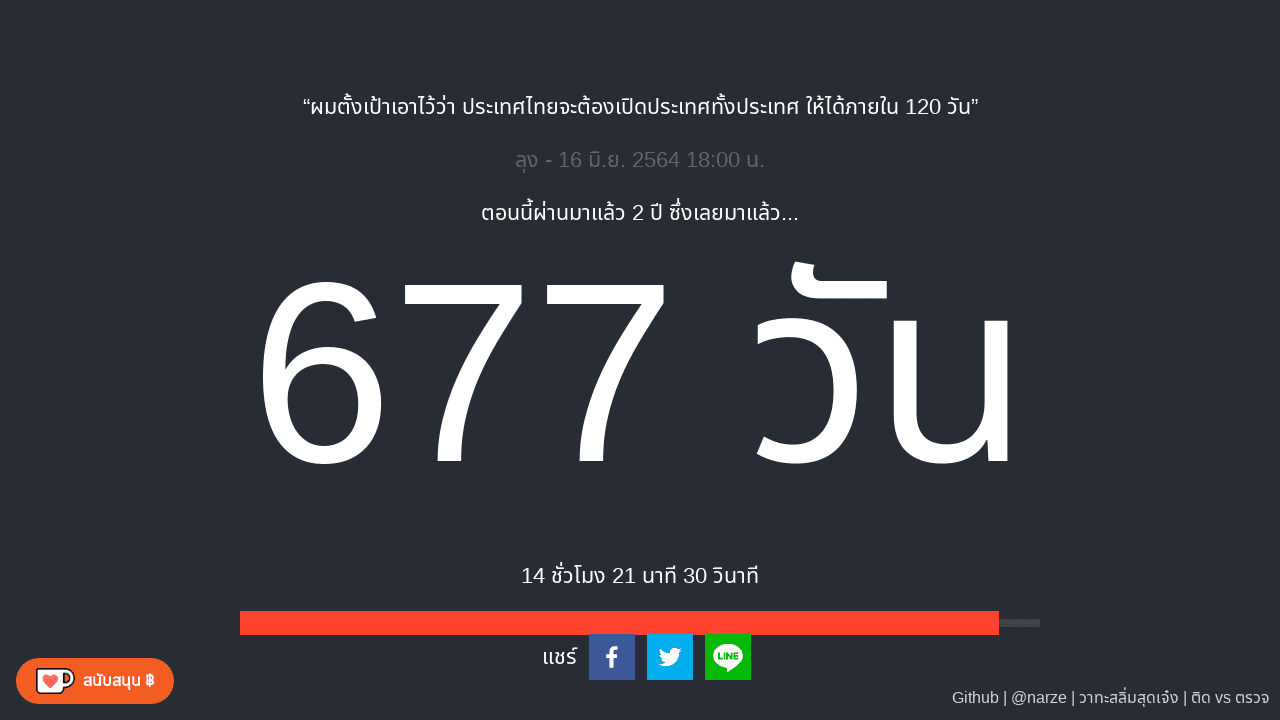 “ผมตั้งเป้าเอาไว้ว่า ประเทศไทยจะต้องเปิดประเทศทั้งประเทศ ให้ได้ภายใน 120 วัน”
ลุง - 16 มิ.ย. 2564 18:00 น.
ตอนนี้ผ่านมาแล้ว 2 ปี ซึ่งเลยมาแล้ว...
677 วัน
14 ชั่วโมง 21 นาที 30 วินาที
แชร์
LINE
สนับสนุน ฿
Github | @narze | วาทะสลิ่มสุดเจ๋ง | ติด vs ตรวจ